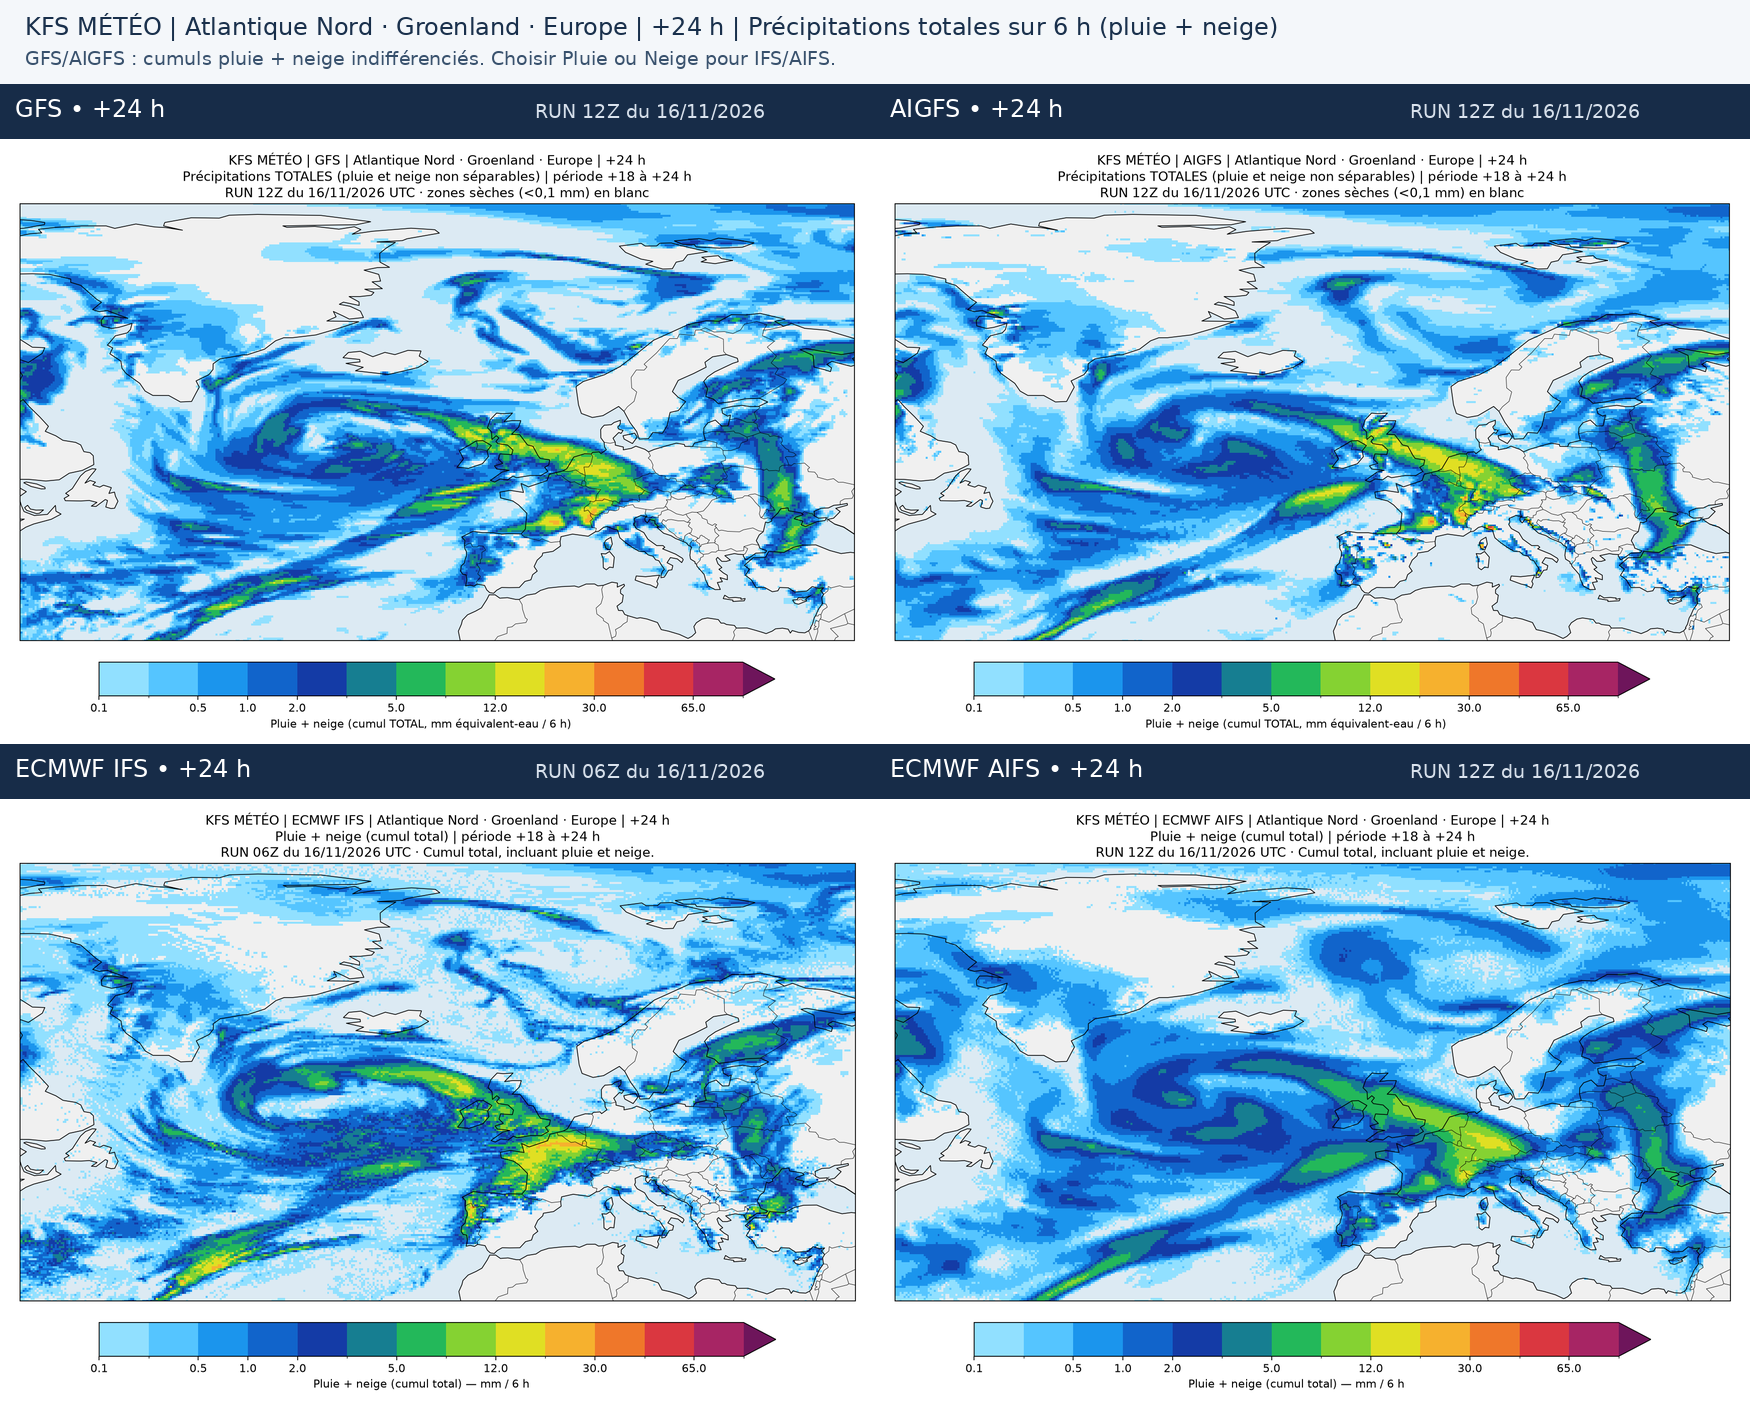 KFS MÉTÉO | Atlantique Nord · Groenland · Europe | +24 h | Précipitations totales sur 6 h (pluie + neige)
GFS/AIGFS : cumuls pluie + neige indifférenciés. Choisir Pluie ou Neige pour IFS/AIFS.
GFS • +24 h
RUN 12Z du 16/11/2026
AIGFS • +24 h
RUN 12Z du 16/11/2026
KFS MÉTÉO | GFS | Atlantique Nord · Groenland · Europe | +24 h
Précipitations TOTALES (pluie et neige non séparables) | période +18 à +24 h
RUN 12Z du 16/11/2026 UTC · zones sèches (<0,1 mm) en blanc
KFS MÉTÉO | AIGFS | Atlantique Nord · Groenland · Europe | +24 h
Précipitations TOTALES (pluie et neige non séparables) | période +18 à +24 h
RUN 12Z du 16/11/2026 UTC · zones sèches (<0,1 mm) en blanc
0.1 0.5 1.0 2.0 5.0 12.0 30.0 65.0
Pluie + neige (cumul TOTAL, mm équivalent-eau / 6 h)
0.1 0.5 1.0 2.0 5.0 12.0 30.0 65.0
Pluie + neige (cumul TOTAL, mm équivalent-eau / 6 h)
ECMWF IFS • +24 h
RUN 06Z du 16/11/2026
ECMWF AIFS • +24 h
RUN 12Z du 16/11/2026
KFS MÉTÉO | ECMWF IFS | Atlantique Nord · Groenland · Europe | +24 h
Pluie + neige (cumul total) | période +18 à +24 h
RUN 06Z du 16/11/2026 UTC · Cumul total, incluant pluie et neige.
KFS MÉTÉO | ECMWF AIFS | Atlantique Nord · Groenland · Europe | +24 h
Pluie + neige (cumul total) | période +18 à +24 h
RUN 12Z du 16/11/2026 UTC · Cumul total, incluant pluie et neige.
0.1 0.5 1.0 2.0 5.0 12.0 30.0 65.0
Pluie + neige (cumul total) — mm / 6 h
0.1 0.5 1.0 2.0 5.0 12.0 30.0 65.0
Pluie + neige (cumul total) — mm / 6 h